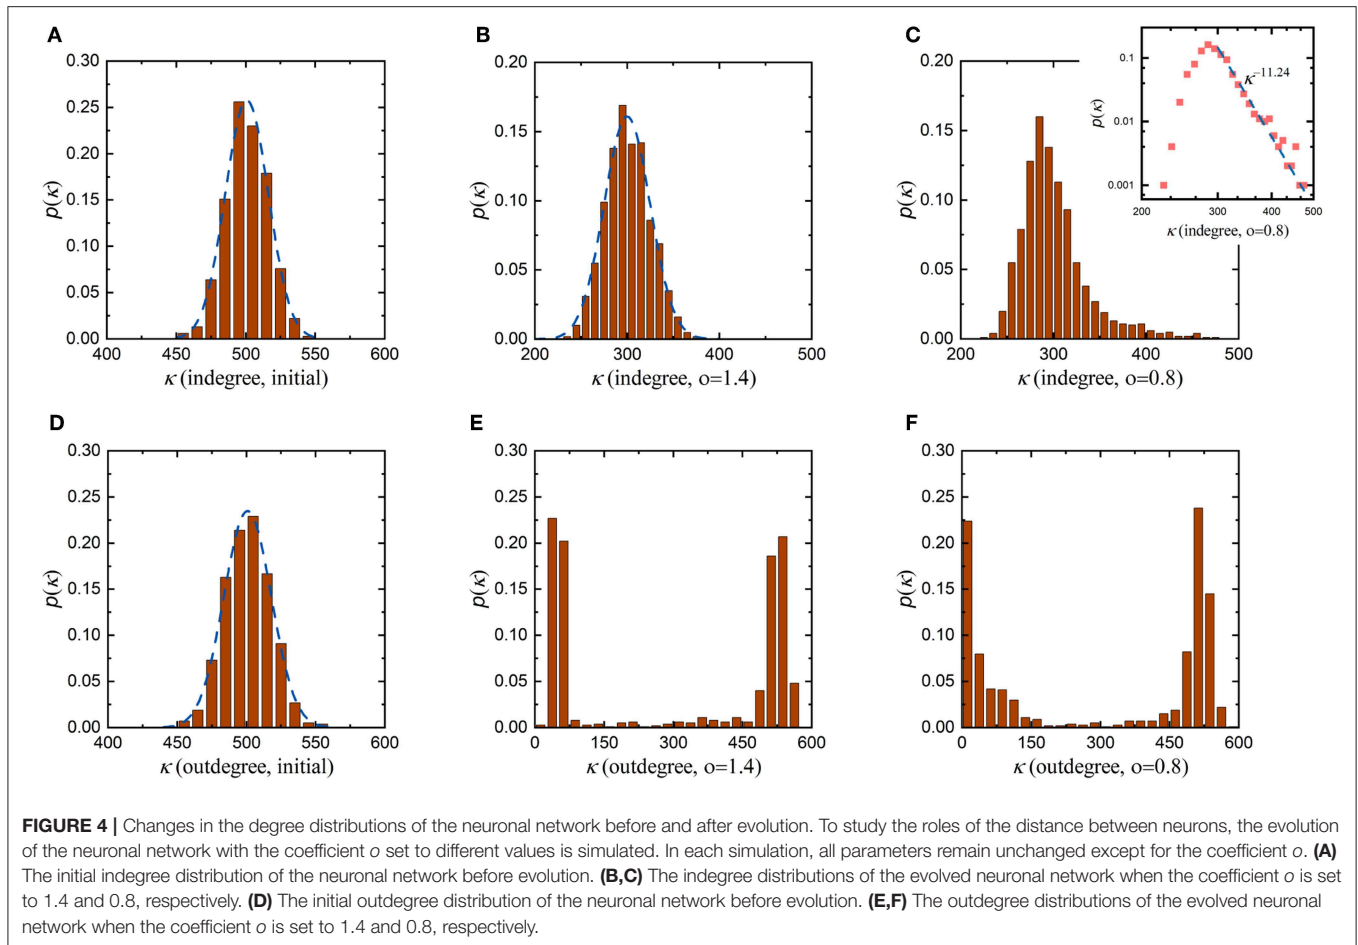 A
0.30
0.25
0.20
0.15
0.10
0.05
0.00
p(κ)
400 450 500 550 600
κ (indegree, initial)
B
0.20
0.15
0.10
0.05
0.00
p(κ)
200 300 400 500
κ (indegree, o=1.4)
C
0.20
0.15
0.10
0.05
0.00
p(κ)
200 300 400 500
κ (indegree, o=0.8)
0.1
0.01
0.001
p(κ)
κ−11.24
200 300 400 500
κ (indegree, o=0.8)
D
0.30
0.25
0.20
0.15
0.10
0.05
0.00
p(κ)
400 450 500 550 600
κ (outdegree, initial)
E
0.30
0.25
0.20
0.15
0.10
0.05
0.00
p(κ)
0 150 300 450 600
κ (outdegree, o=1.4)
F
0.30
0.25
0.20
0.15
0.10
0.05
0.00
p(κ)
0 150 300 450 600
κ (outdegree, o=0.8)
FIGURE 4 | Changes in the degree distributions of the neuronal network before and after evolution. To study the roles of the distance between neurons, the evolution
of the neuronal network with the coefficient o set to different values is simulated. In each simulation, all parameters remain unchanged except for the coefficient o. (A)
The initial indegree distribution of the neuronal network before evolution. (B,C) The indegree distributions of the evolved neuronal network when the coefficient o is set
to 1.4 and 0.8, respectively. (D) The initial outdegree distribution of the neuronal network before evolution. (E,F) The outdegree distributions of the evolved neuronal
network when the coefficient o is set to 1.4 and 0.8, respectively.